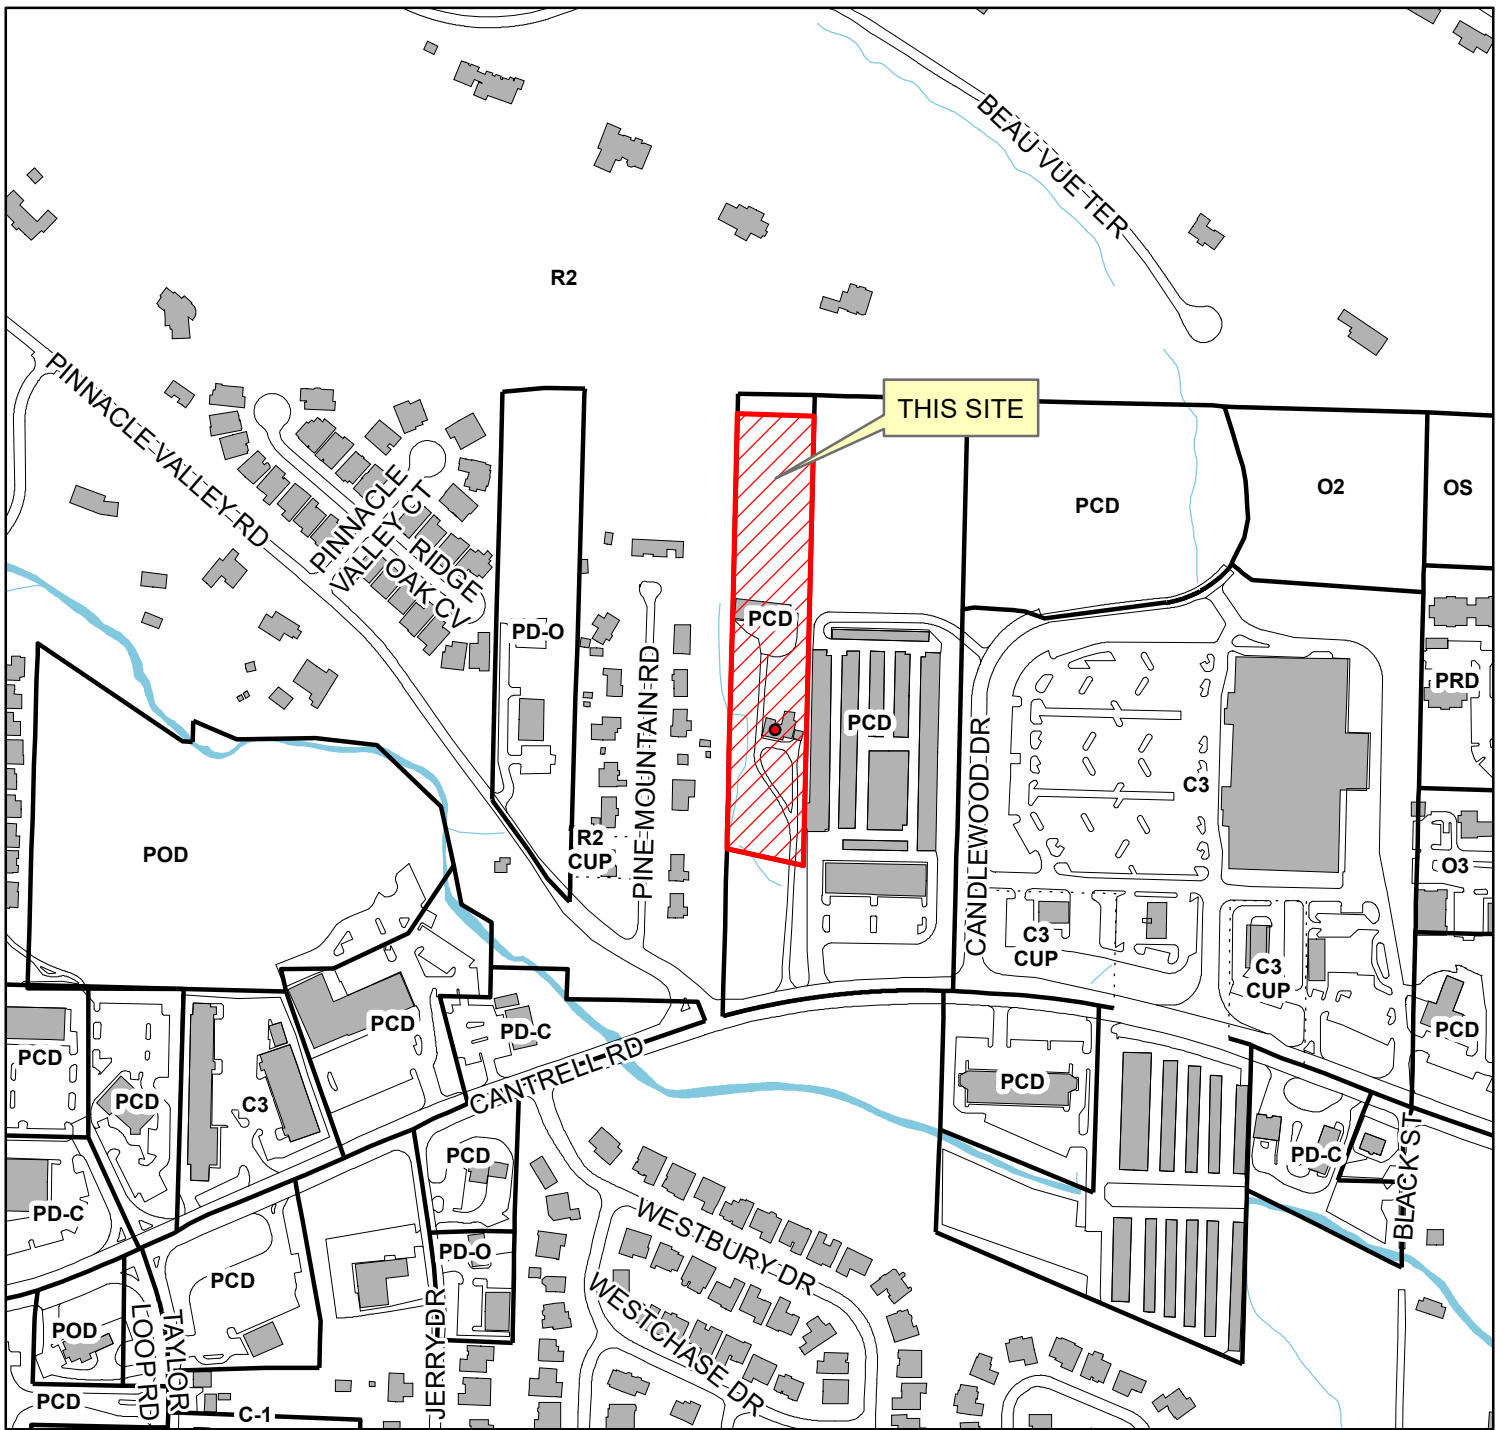 BEAU VUE TER
R2
THIS SITE
PINNACLE VALLEY RD
PINNACLE
VALLEY CT
RIDGE
OAK CV
PCD
O2
OS
PD-O
PCD
PINE MOUNTAIN RD
PCD
CANDLEWOOD DR
PRD
C3
POD
R2
CUP
O3
C3
CUP
C3
CUP
PCD
PCD
PD-C
PCD
CANTRELL RD
PCD
PCD
C3
PCD
PD-C
PD-C
BLACK ST
PD-O
WESTBURY DR
PCD
WESTCHASE DR
POD
TAYLOR
LOOP RD
JERRY DR
PCD
C-1